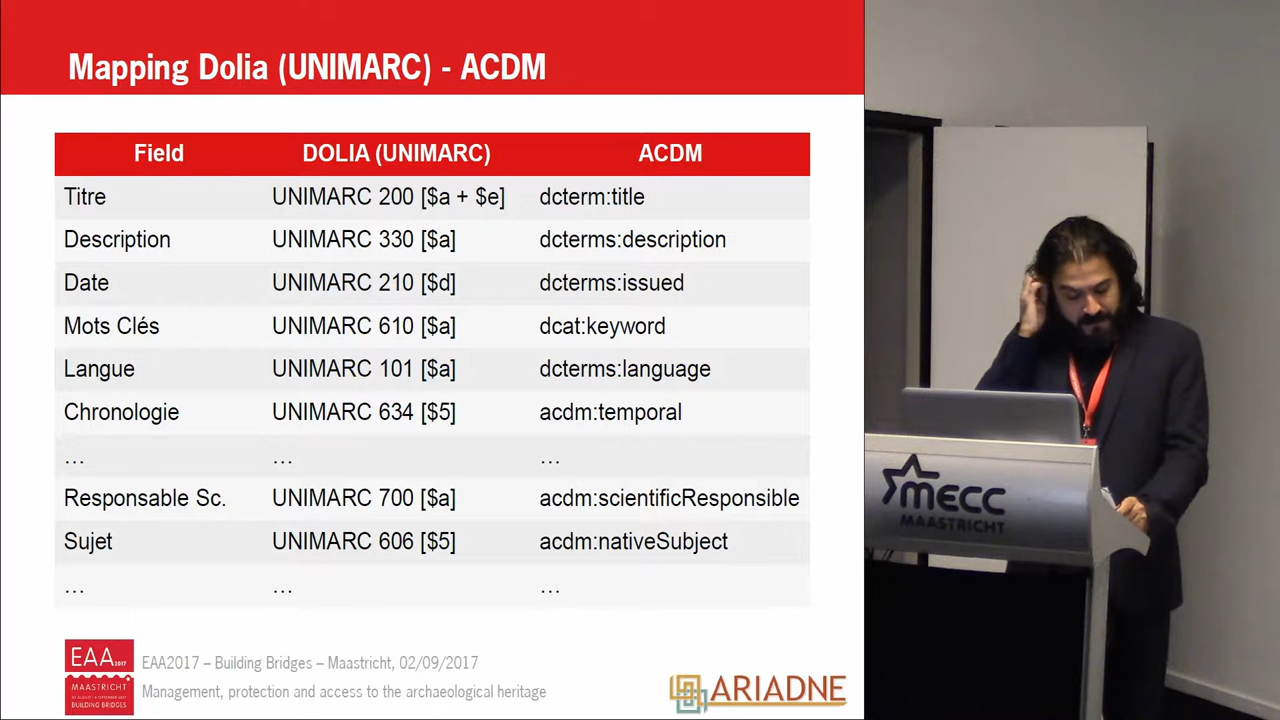 Mapping Dolia (UNIMARC) - ACDM
Field DOLIA (UNIMARC) ACDM
Titre UNIMARC 200 [$a + $e] dcterm:title
Description UNIMARC 330 [$a] dcterms:description
Date UNIMARC 210 [$d] dcterms:issued
Mots Clés UNIMARC 610 [$a] dcat:keyword
Langue UNIMARC 101 [$a] dcterms:language
Chronologie UNIMARC 634 [$5] acdm:temporal
… … …
Responsable Sc. UNIMARC 700 [$a] acdm:scientificResponsible
Sujet UNIMARC 606 [$5] acdm:nativeSubject
… … …
EAA2017 – Building Bridges – Maastricht, 02/09/2017
Management, protection and access to the archaeological heritage
EAA 2017
MAASTRICHT
BUILDING BRIDGES
ARIADNE
MECC
MAASTRICHT